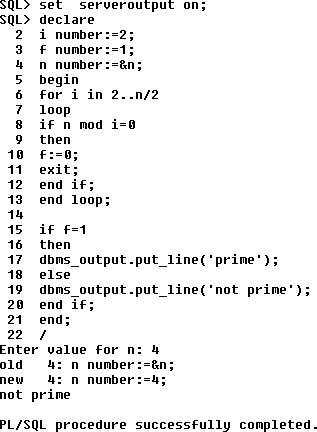 SQL> set  serveroutput on;
SQL> declare
  2  i number:=2;
  3  f number:=1;
  4  n number:=&n;
  5  begin
  6  for i in 2..n/2
  7  loop
  8  if n mod i=0
  9  then
 10  f:=0;
 11  exit;
 12  end if;
 13  end loop;
 14
 15  if f=1
 16  then
 17  dbms_output.put_line('prime');
 18  else
 19  dbms_output.put_line('not prime');
 20  end if;
 21  end;
 22  /
Enter value for n: 4
old   4: n number:=&n;
new   4: n number:=4;
not prime
PL/SQL procedure successfully completed.